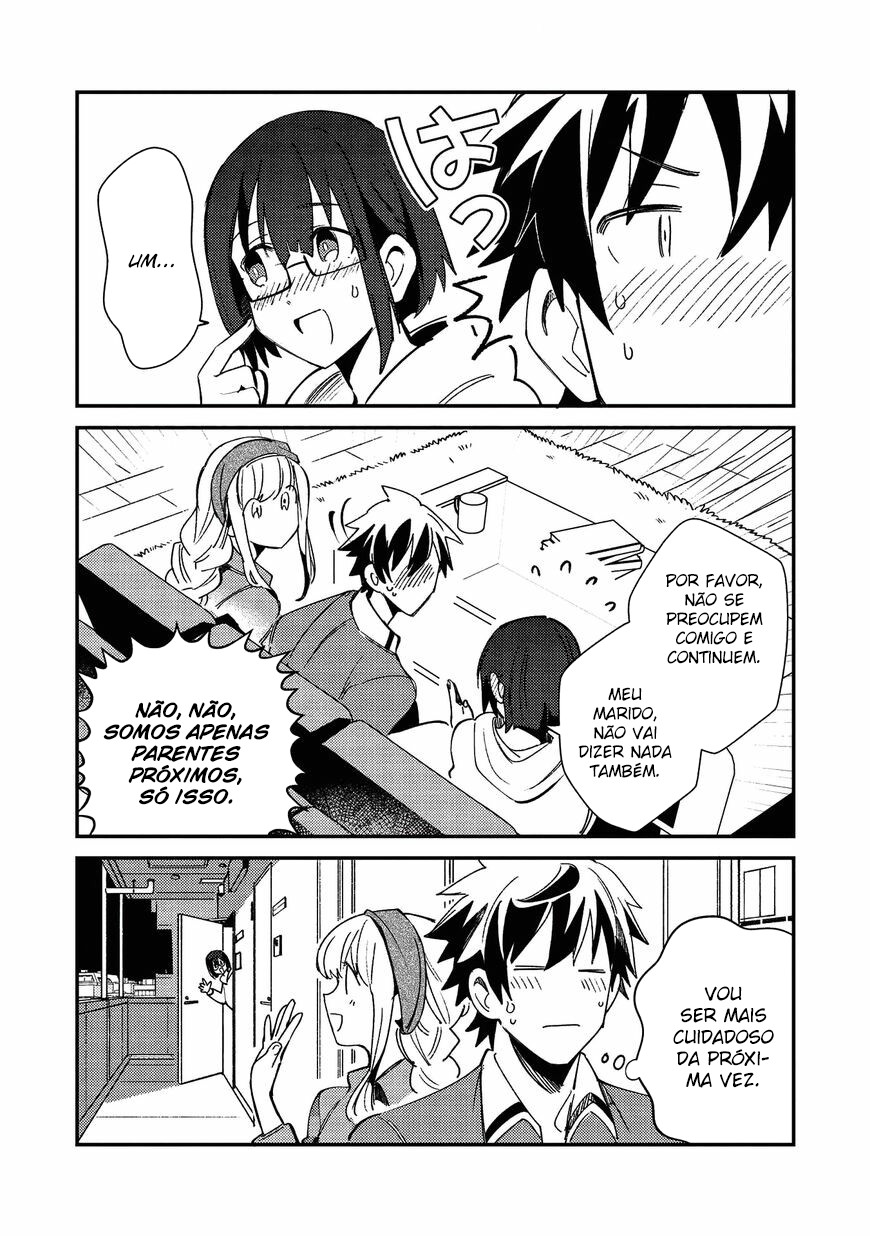 はっ
UM...
POR FAVOR,
NÃO SE
PREOCUPEM
COMIGO E
CONTINUEM.
MEU
MARIDO,
NÃO VAI
DIZER NADA
TAMBÉM.
NÃO, NÃO,
SOMOS APENAS
PARENTES
PRÓXIMOS,
SÓ ISSO.
VOU
SER MAIS
CUIDADOSO
DA PRÓXI-
MA VEZ.